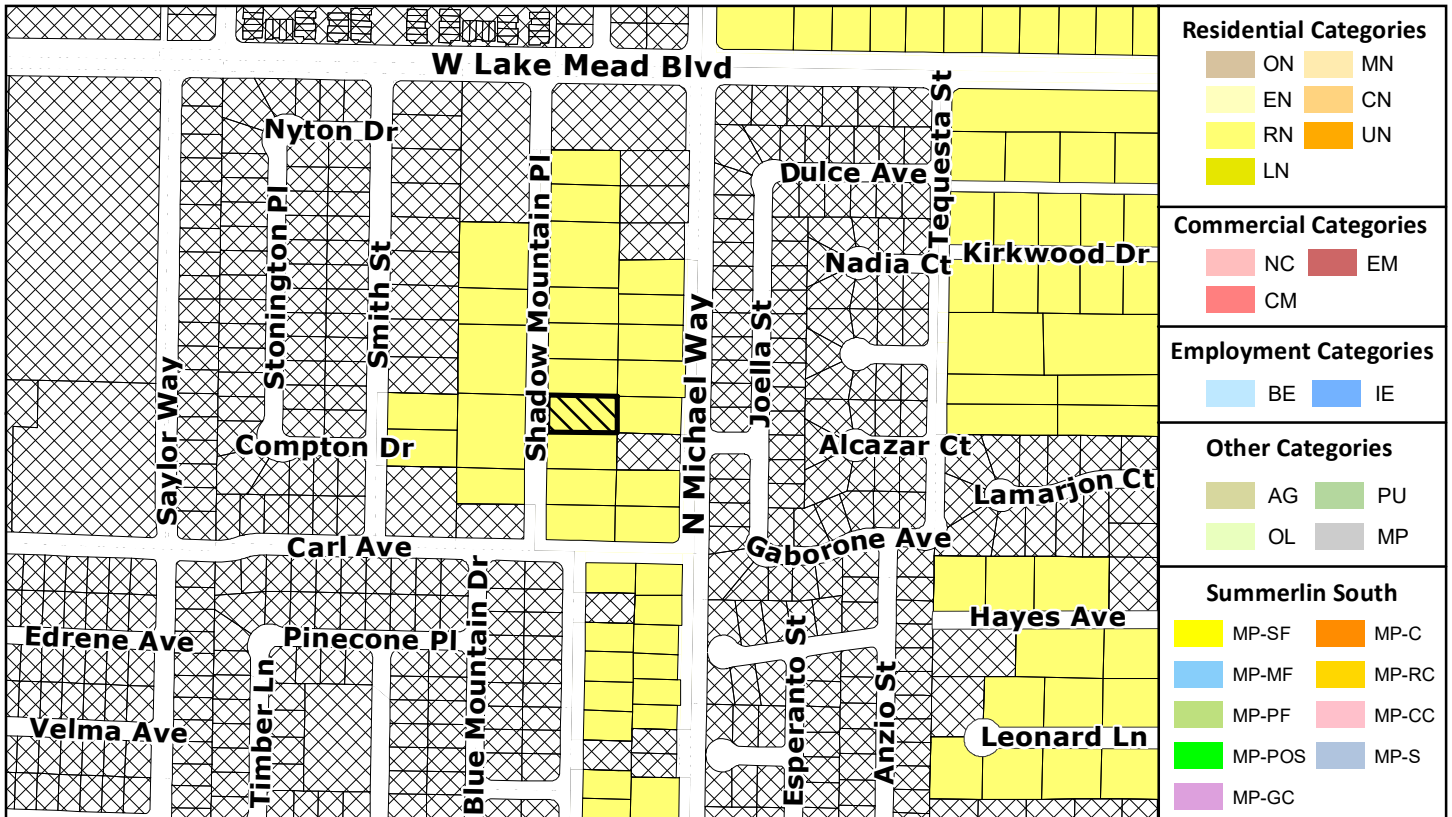 W Lake Mead Blvd
Nyton Dr
Stonington Pl
Smith St
Shadow Mountain Pl
N Michael Way
Tequesta St
Dulce Ave
Kirkwood Dr
Nadia Ct
Joella St
Saylor Way
Compton Dr
Alcazar Ct
Lamarjon Ct
Carl Ave
Gaborone Ave
Edrene Ave
Pinecone Pl
Blue Mountain Dr
Hayes Ave
Velma Ave
Timber Ln
Esperanto St
Anzio St
Leonard Ln
Residential Categories
ON MN
EN CN
RN UN
LN
Commercial Categories
NC EM
CM
Employment Categories
BE IE
Other Categories
AG PU
OL MP
Summerlin South
MP-SF MP-C
MP-MF MP-RC
MP-PF MP-CC
MP-POS MP-S
MP-GC